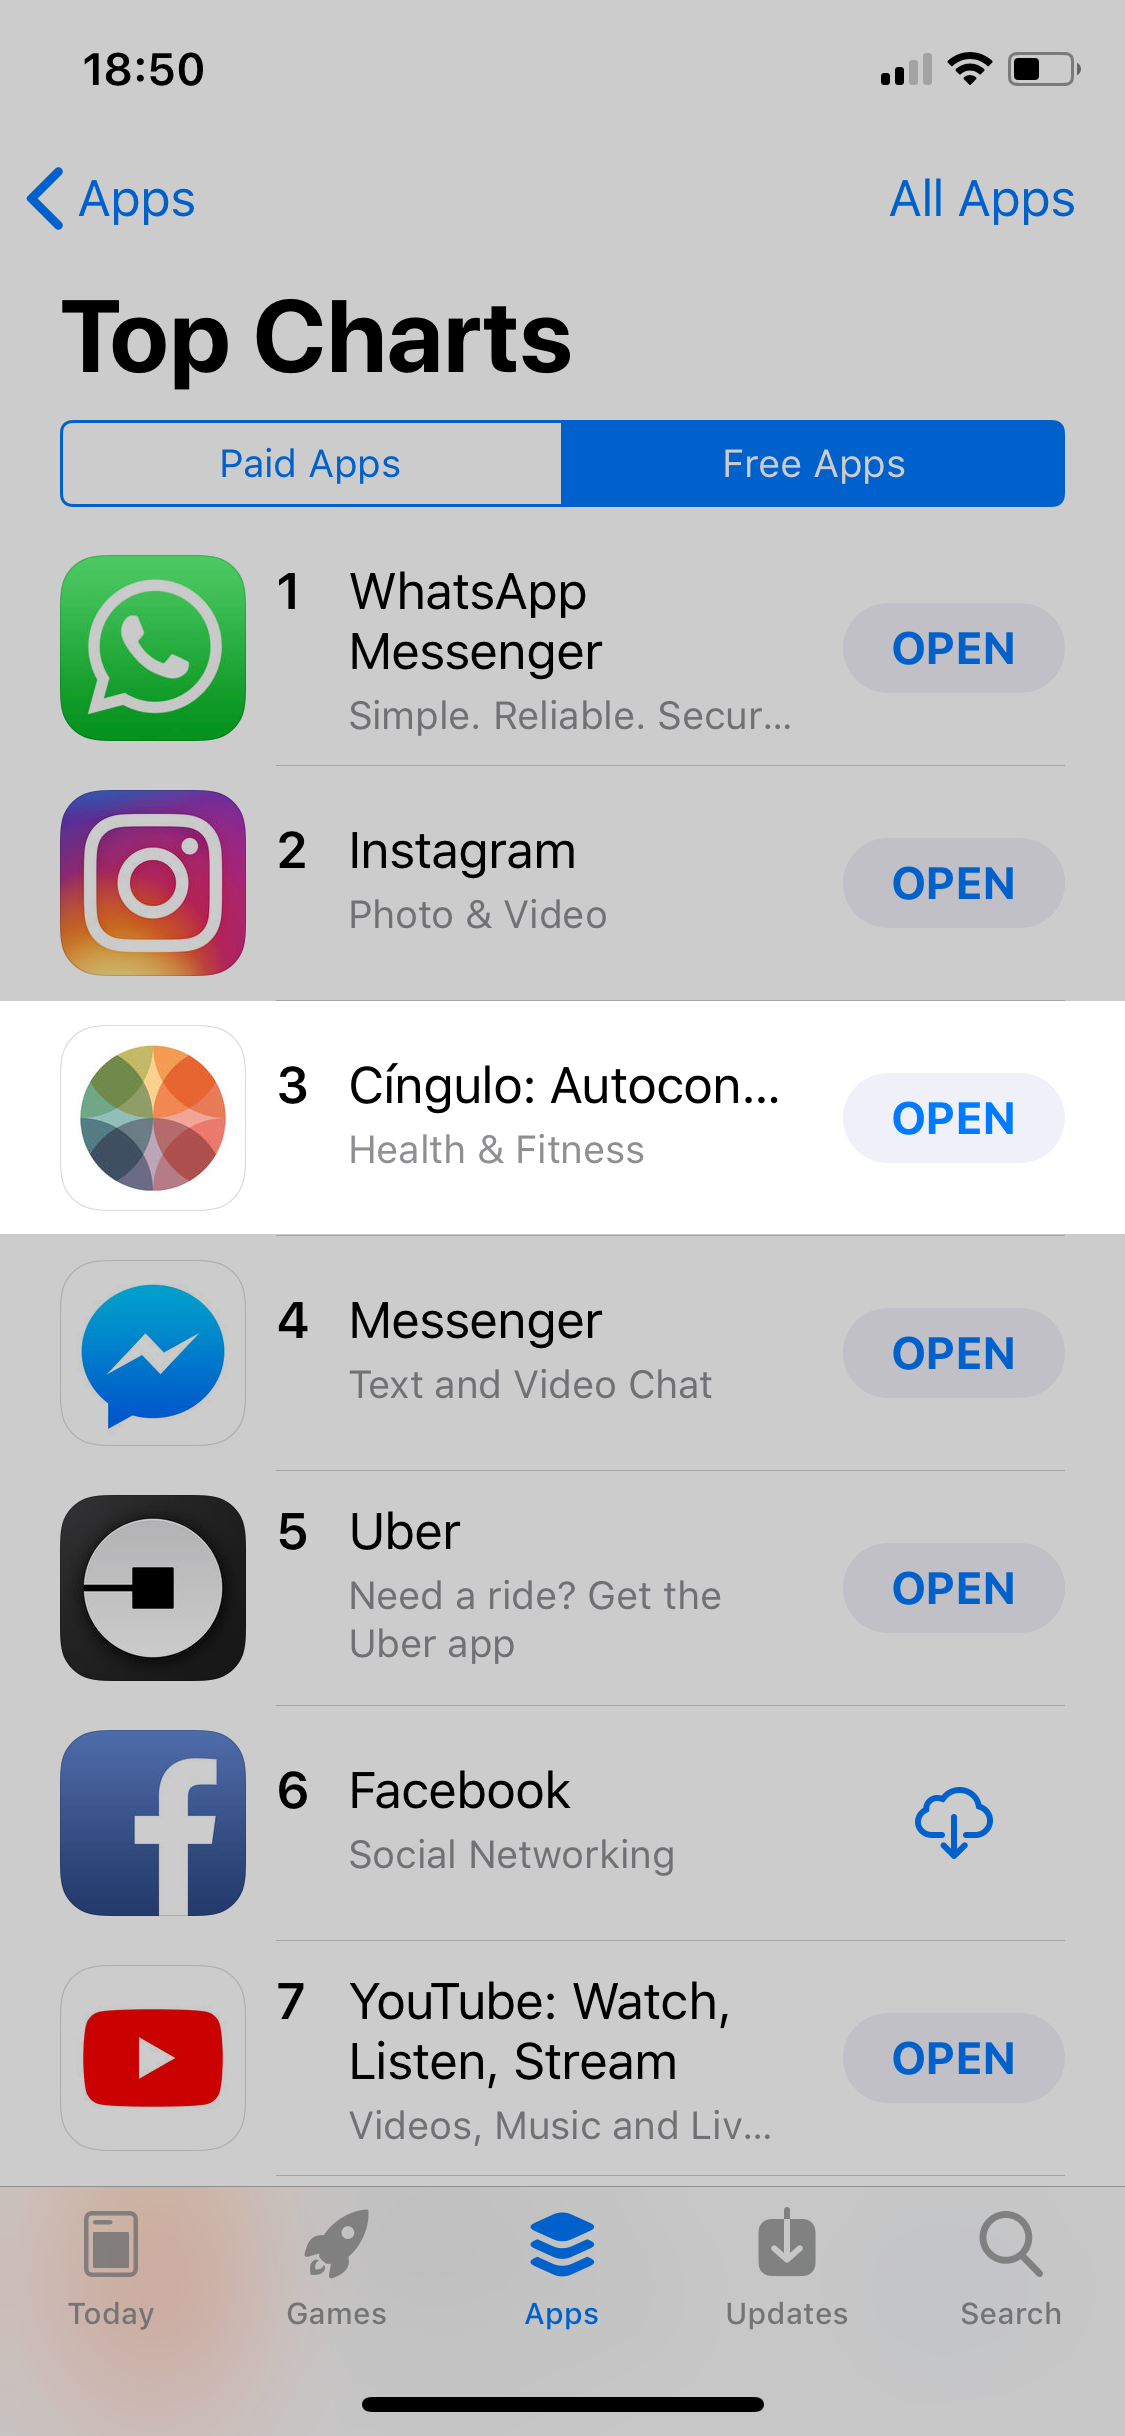 18:50
Apps
All Apps
Top Charts
Paid Apps
Free Apps
1
WhatsApp
Messenger
Simple. Reliable. Secur...
OPEN
2
Instagram
Photo & Video
OPEN
3
Cíngulo: Autocon...
Health & Fitness
OPEN
4
Messenger
Text and Video Chat
OPEN
5
Uber
Need a ride? Get the
Uber app
OPEN
6
Facebook
Social Networking
7
YouTube: Watch,
Listen, Stream
Videos, Music and Liv...
OPEN
Today
Games
Apps
Updates
Search